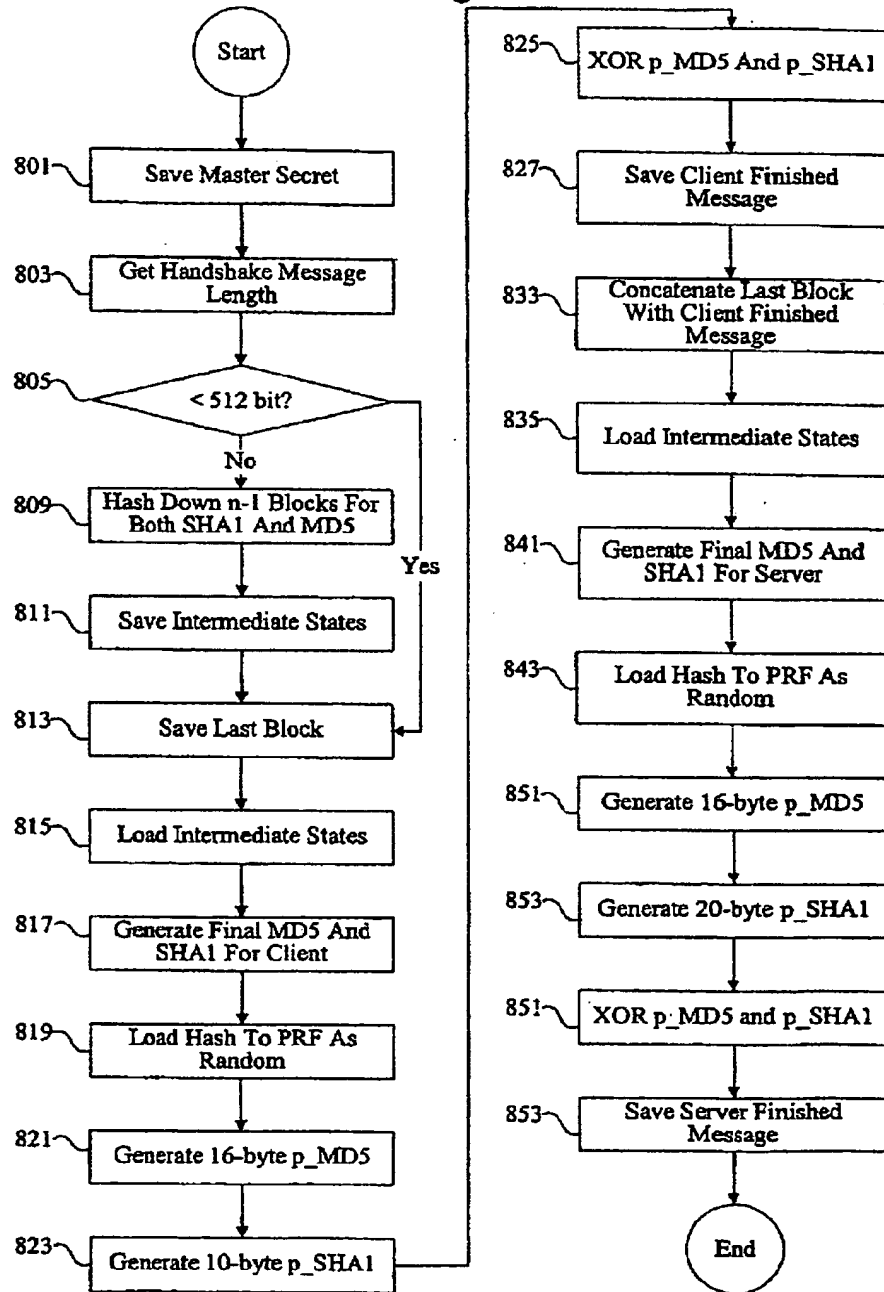 Start
801
Save Master Secret
803
Get Handshake Message
Length
805
< 512 bit?
No
Yes
809
Hash Down n-1 Blocks For
Both SHA1 And MD5
811
Save Intermediate States
813
Save Last Block
815
Load Intermediate States
817
Generate Final MD5 And
SHA1 For Client
819
Load Hash To PRF As
Random
821
Generate 16-byte p_MD5
823
Generate 10-byte p_SHA1
825
XOR p_MD5 And p_SHA1
827
Save Client Finished
Message
833
Concatenate Last Block
With Client Finished
Message
835
Load Intermediate States
841
Generate Final MD5 And
SHA1 For Server
843
Load Hash To PRF As
Random
851
Generate 16-byte p_MD5
853
Generate 20-byte p_SHA1
851
XOR p_MD5 and p_SHA1
853
Save Server Finished
Message
End